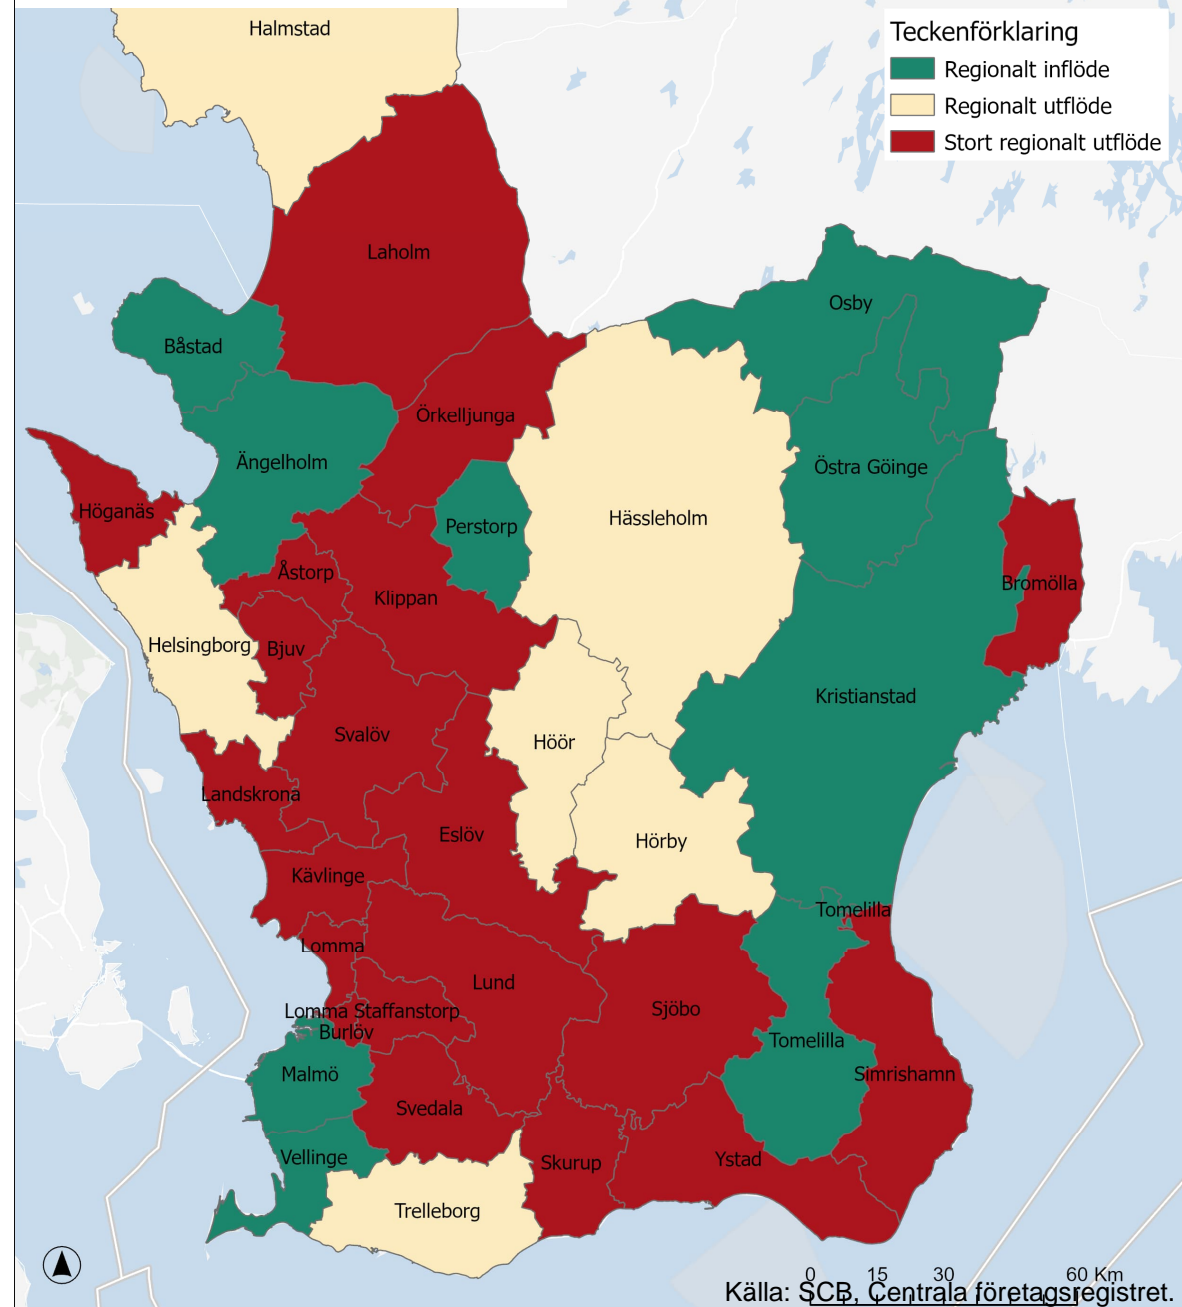 Halmstad
Teckenförklaring
Regionalt inflöde
Regionalt utflöde
Stort regionalt utflöde
Laholm
Osby
Båstad
Örkelljunga
Ängelholm
Östra Göinge
Höganäs
Hässleholm
Perstorp
Åstorp
Bromölla
Klippan
Helsingborg
Bjuv
Kristianstad
Svalöv
Höör
Landskrona
Eslöv
Hörby
Kävlinge
Tomelilla
Lomma
Lund
Sjöbo
Lomma Staffanstorp
Burlöv
Tomelilla
Malmö
Simrishamn
Svedala
Vellinge
Skurup
Ystad
Trelleborg
0 15 30 60 Km
Källa: SCB, Centrala företagsregistret.